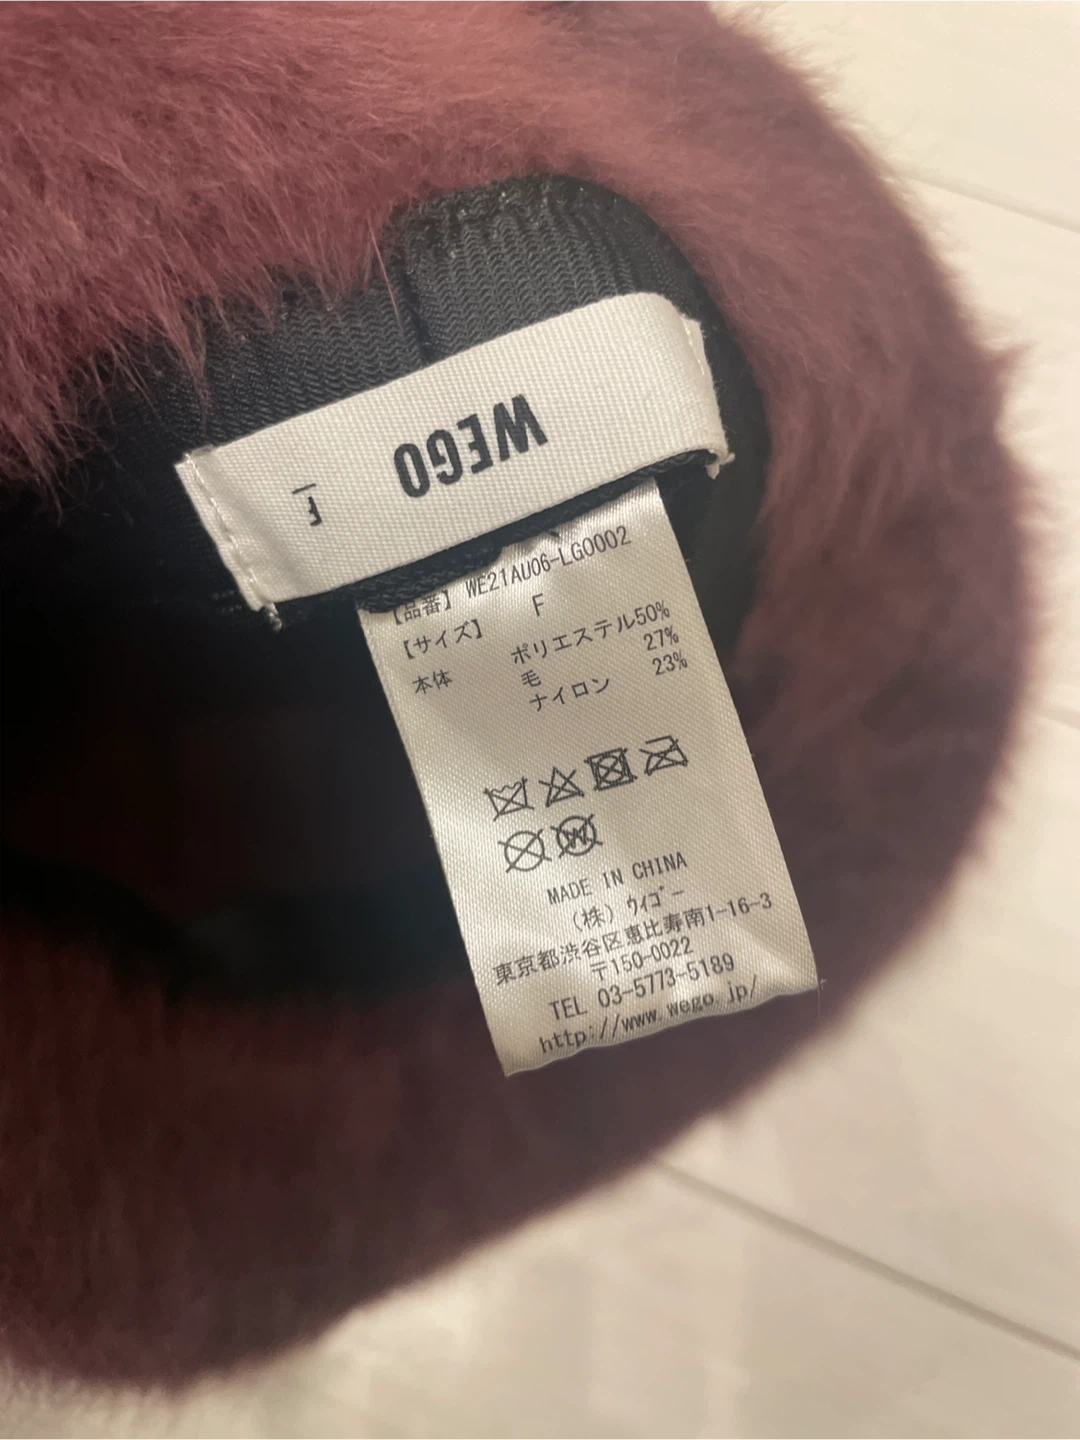 WEGO
F
【品番】 WE21AU06-LG0002
【サイズ】 F
本体 ポリエステル50%
毛 27%
ナイロン 23%
W
MADE IN CHINA
(株) ウィゴー
東京都渋谷区恵比寿南1-16-3
〒150-0022
TEL 03-5773-5189
http://www.wego.jp/